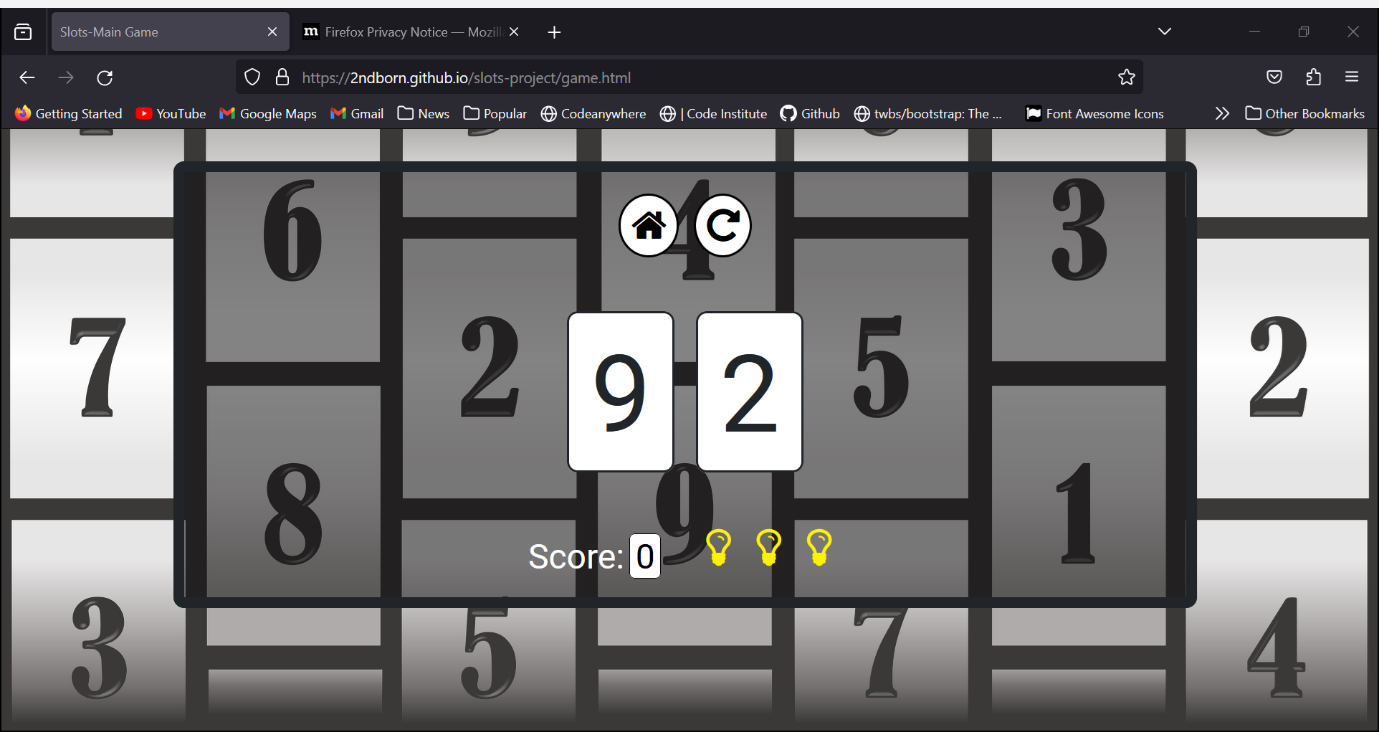 Slots-Main Game
Firefox Privacy Notice — Mozill
https://2ndborn.github.io/slots-project/game.html
Getting Started YouTube Google Maps Gmail News Popular Codeanywhere | Code Institute Github twbs/bootstrap: The ... Font Awesome Icons Other Bookmarks
6 4 3
7 2 5 2
9 2
8 9 1
Score: 0
3 5 7 4